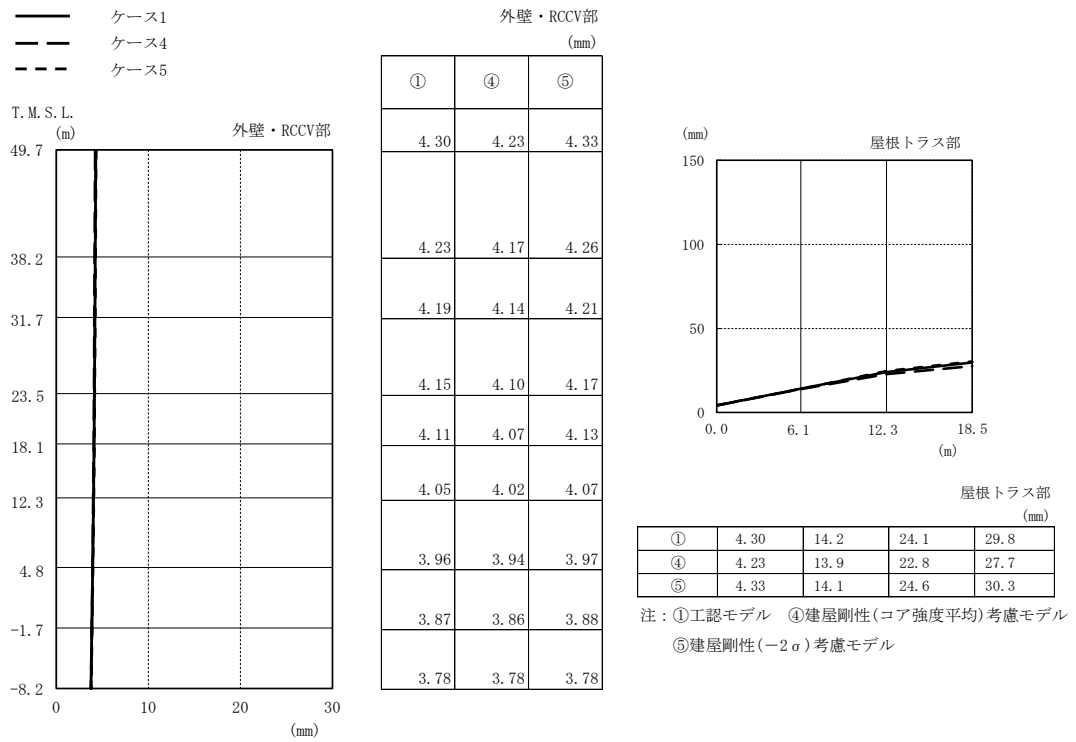 ケース1
ケース4
ケース5
T.M.S.L.
(m)
外壁・RCCV部
49.7
38.2
31.7
23.5
18.1
12.3
4.8
-1.7
-8.2
0 10 20 30
(mm)
外壁・RCCV部
(mm)
① ④ ⑤
4.30 4.23 4.33
4.23 4.17 4.26
4.19 4.14 4.21
4.15 4.10 4.17
4.11 4.07 4.13
4.05 4.02 4.07
3.96 3.94 3.97
3.87 3.86 3.88
3.78 3.78 3.78
(mm)
屋根トラス部
150
100
50
0
0.0 6.1 12.3 18.5
(m)
屋根トラス部
(mm)
① 4.30 14.2 24.1 29.8
④ 4.23 13.9 22.8 27.7
⑤ 4.33 14.1 24.6 30.3
注：①工認モデル ④建屋剛性(コア強度平均)考慮モデル
⑤建屋剛性(－2σ)考慮モデル